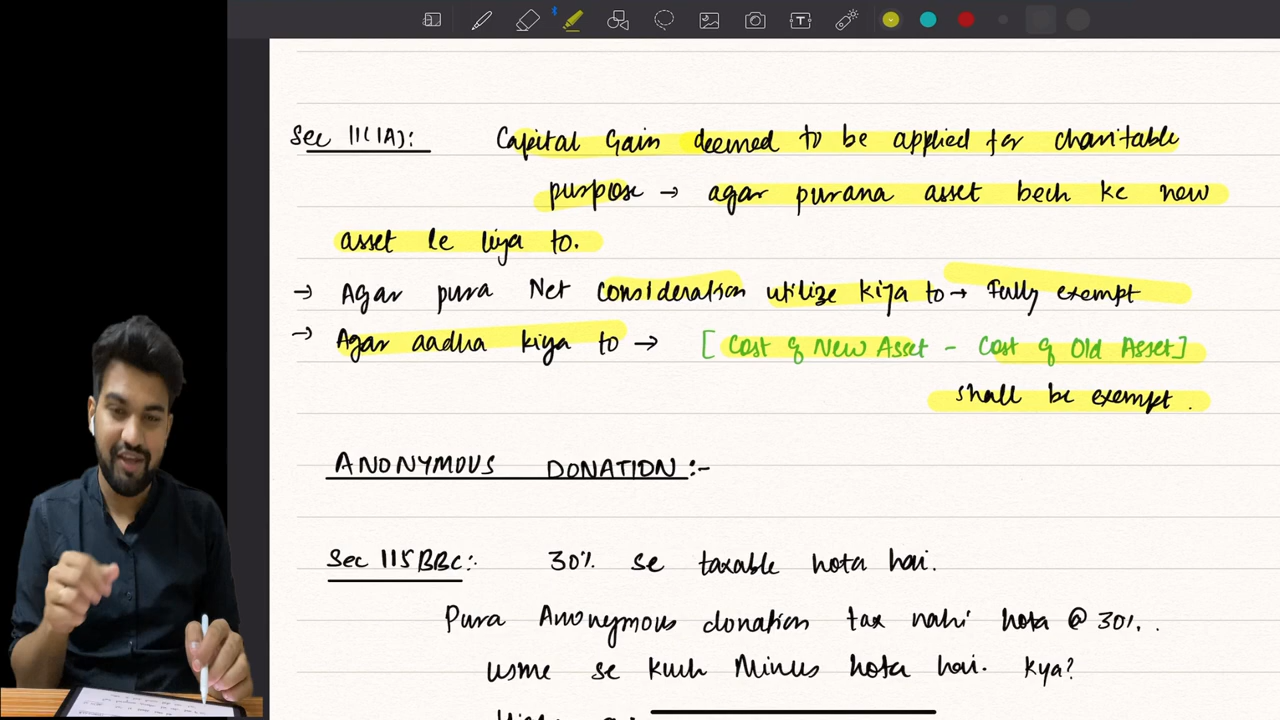 Sec 11(1A): Capital Gain deemed to be applied for charitable
purpose → agar purana asset bech ke new
asset le liya to.
→ Agar pura Net consideration utilize kiya to → Fully exempt
→ Agar aadha kiya to → [Cost of New Asset - Cost of Old Asset]
shall be exempt.
ANONYMOUS DONATION:-
Sec 115BBC:- 30% se taxable hota hai.
Pura Anonymous donation tax nahi hota @ 30%.
usme se kuch Minus hota hai. Kya?